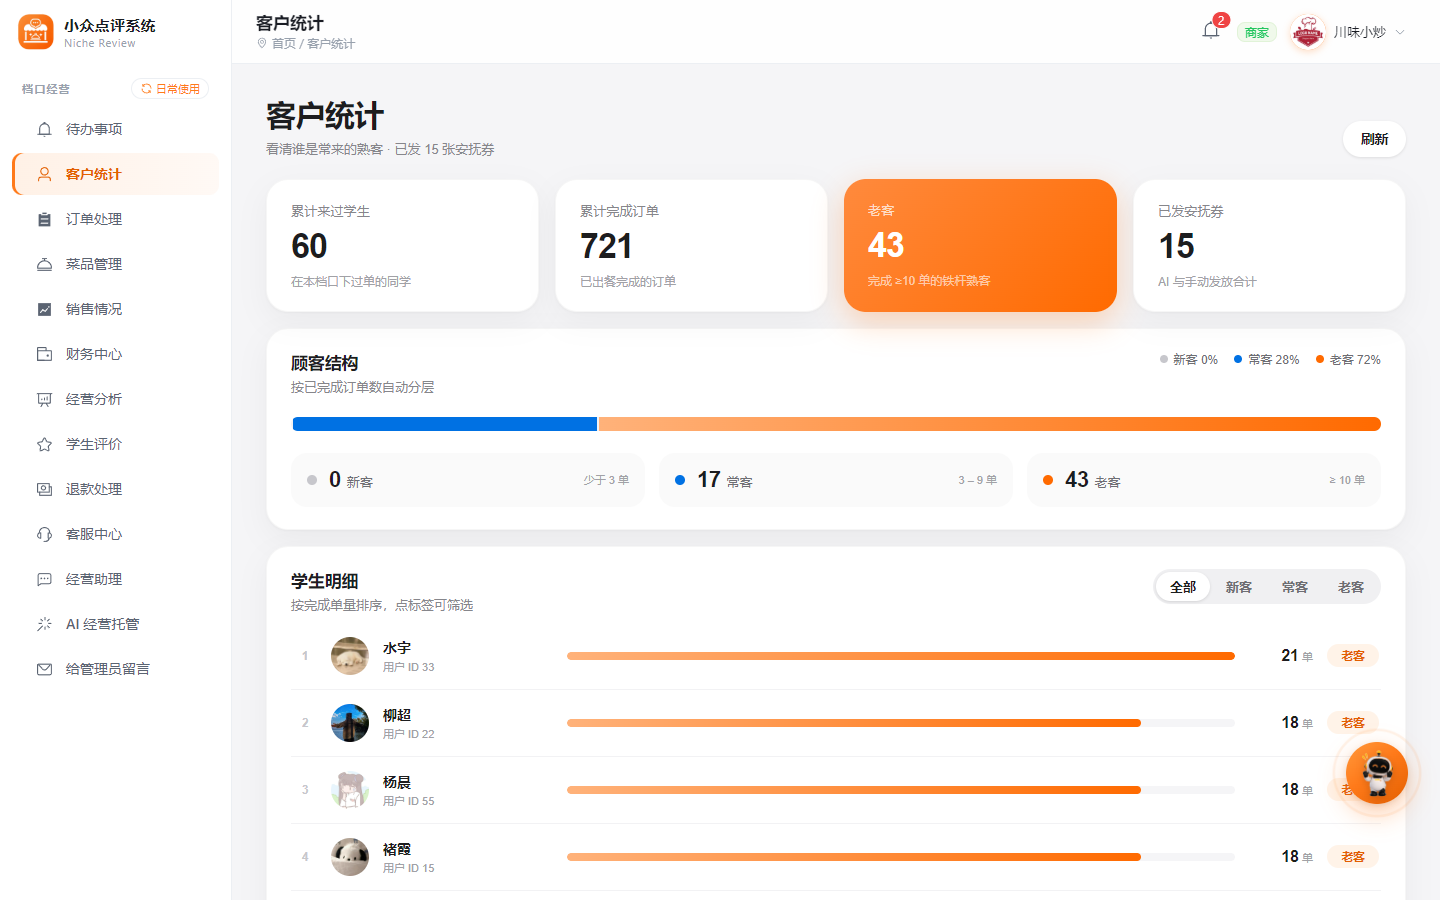 小众点评系统
Niche Review
档口经营
日常使用
待办事项
客户统计
订单处理
菜品管理
销售情况
财务中心
经营分析
学生评价
退款处理
客服中心
经营助理
AI 经营托管
给管理员留言
客户统计
首页 / 客户统计
2
商家
川味小炒
客户统计
看清谁是常来的熟客 · 已发 15 张安抚券
刷新
累计来过学生
60
在本档口下过单的同学
累计完成订单
721
已出餐完成的订单
老客
43
完成 ≥10 单的铁杆熟客
已发安抚券
15
AI 与手动发放合计
顾客结构
按已完成订单数自动分层
新客 0%
常客 28%
老客 72%
0 新客
少于 3 单
17 常客
3 – 9 单
43 老客
≥ 10 单
学生明细
按完成单量排序，点标签可筛选
全部
新客
常客
老客
1
水宇
用户 ID 33
21 单
老客
2
柳超
用户 ID 22
18 单
老客
3
杨晨
用户 ID 55
18 单
老
4
褚霞
用户 ID 15
18 单
老客